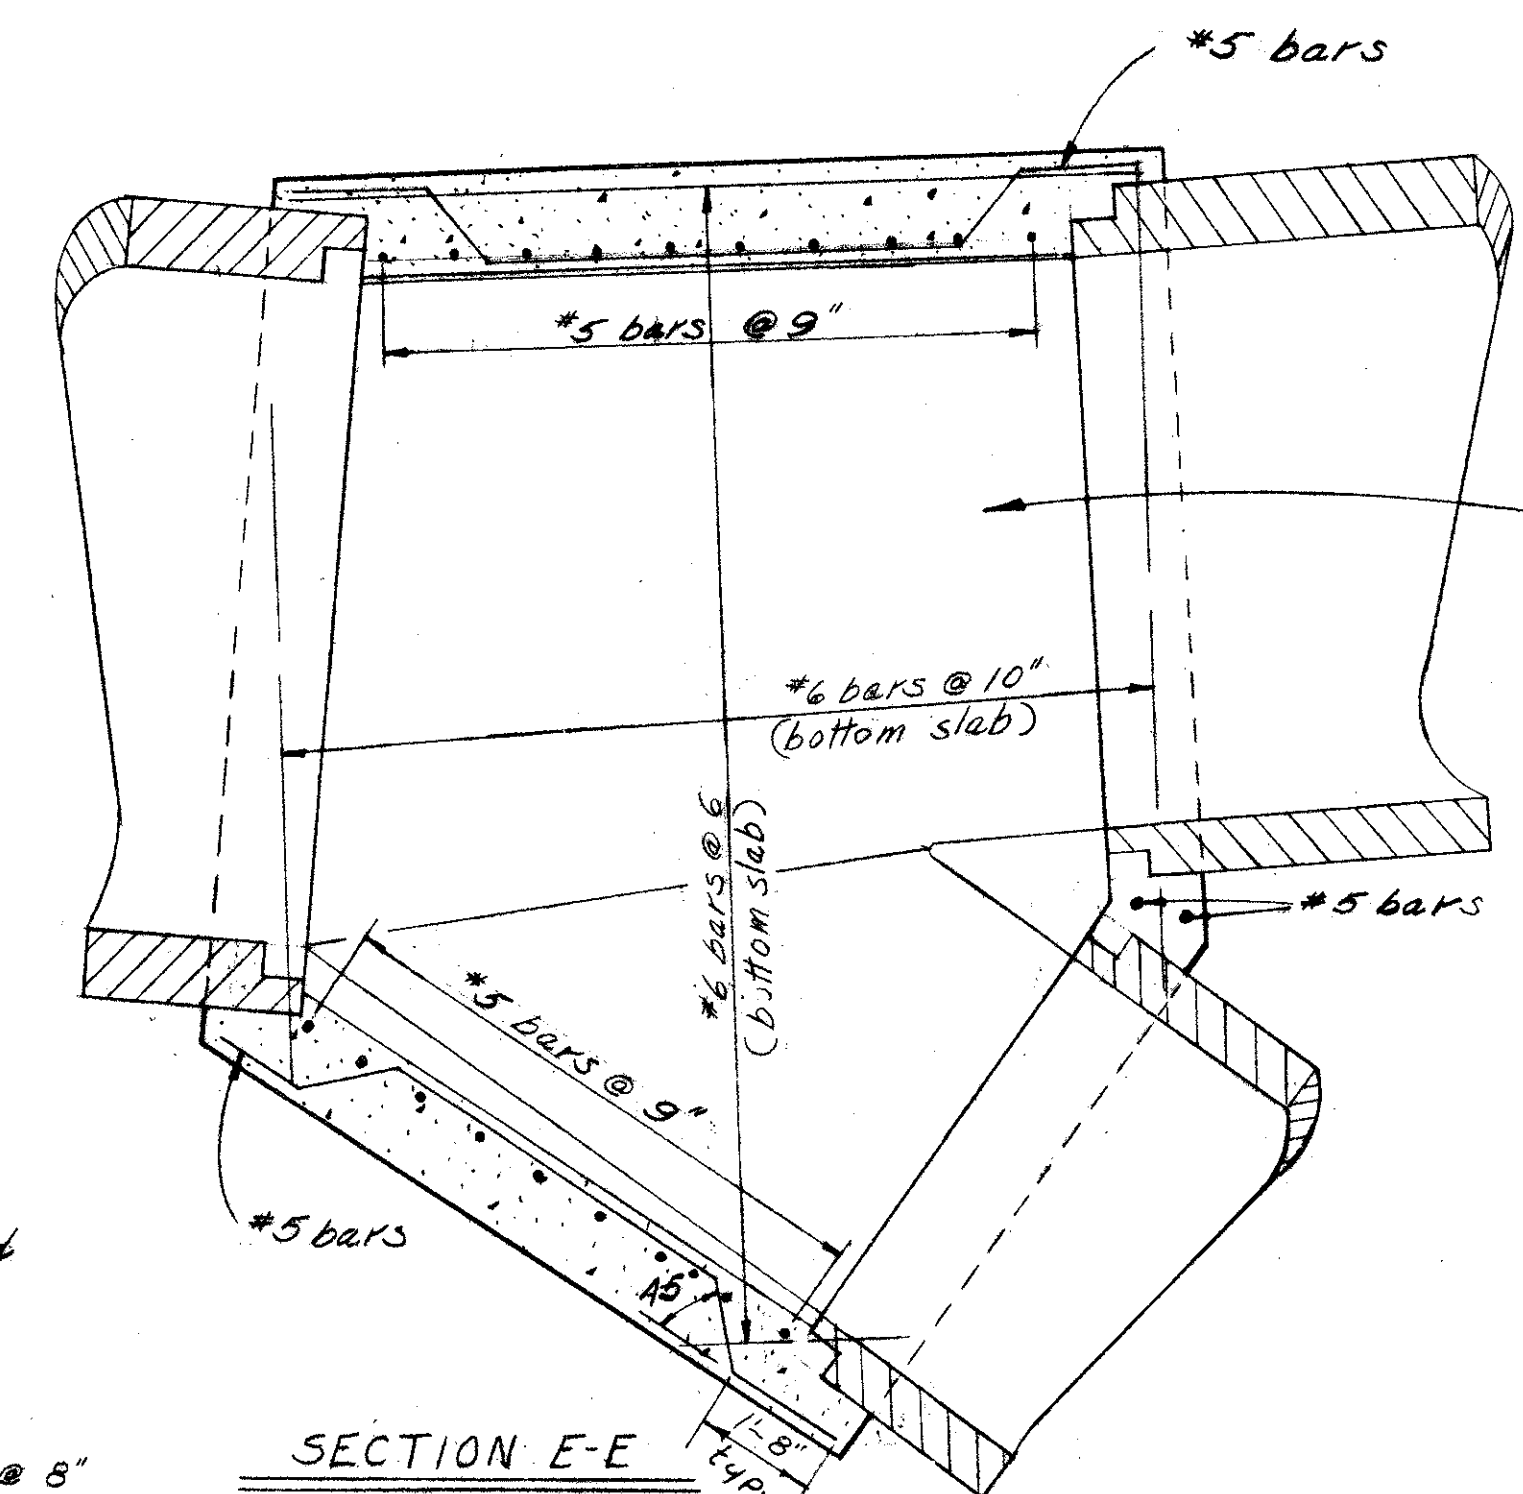 #5 bars
#5 bars @ 9"
#6 bars @ 10"
(bottom slab)
#6 bars @ 6
(bottom slab)
#5 bars
#5 bars @ 9"
#5 bars
45°
1'-8"
typ.
SECTION E-E
@ 8"